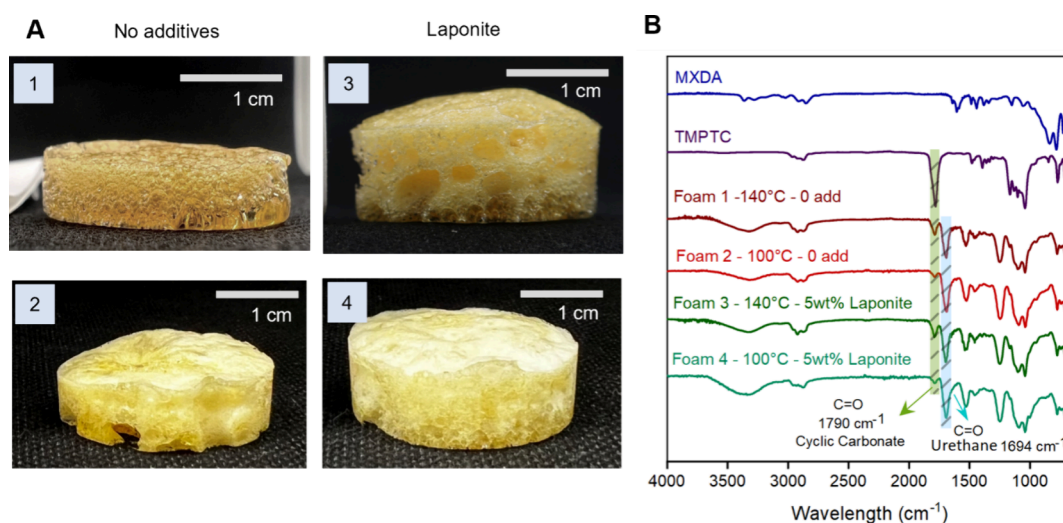 A
No additives
Laponite
1
1 cm
3
1 cm
2
1 cm
4
1 cm
B
MXDA
TMPTC
Foam 1 -140°C - 0 add
Foam 2 - 100°C - 0 add
Foam 3 - 140°C - 5wt% Laponite
Foam 4 - 100°C - 5wt% Laponite
C=O
1790 cm⁻¹
Cyclic Carbonate
C=O
Urethane 1694 cm⁻¹
4000 3500 3000 2500 2000 1500 1000
Wavelength (cm⁻¹)